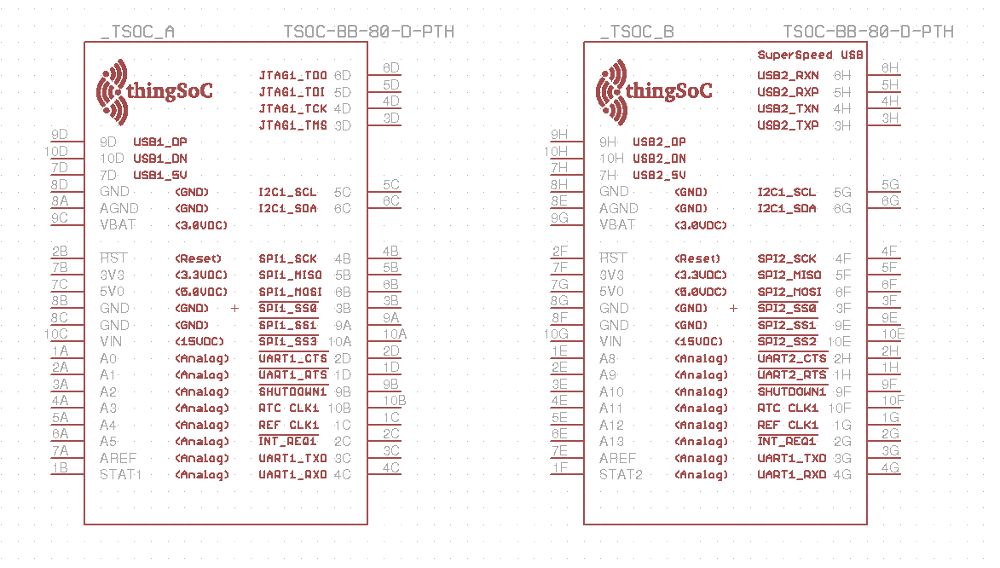 _TSOC_A TSOC-BB-80-D-PTH
thingSoC
JTAG1_TDO 6D 6D
JTAG1_TDI 5D 5D
JTAG1_TCK 4D 4D
JTAG1_TMS 3D 3D
9D 9D USB1_DP
10D 10D USB1_DN
7D 7D USB1_5V
8D GND (GND) I2C1_SCL 5C 5C
8A AGND (GND) I2C1_SDA 6C 6C
9C VBAT (3.0VDC)
2B RST (Reset) SPI1_SCK 4B 4B
7B 3V3 (3.3VDC) SPI1_MISO 5B 5B
7C 5V0 (5.0VDC) SPI1_MOSI 6B 6B
8B GND (GND) SPI1_SS0 3B 3B
8C GND (GND) SPI1_SS1 9A 9A
10C VIN (15VDC) SPI1_SS3 10A 10A
1A A0 (Analog) UART1_CTS 2D 2D
2A A1 (Analog) UART1_RTS 1D 1D
3A A2 (Analog) SHUTDOWN1 9B 9B
4A A3 (Analog) RTC CLK1 10B 10B
5A A4 (Analog) REF CLK1 1C 1C
6A A5 (Analog) INT_REQ1 2C 2C
7A AREF (Analog) UART1_TXD 3C 3C
1B STAT1 (Analog) UART1_RXD 4C 4C
_TSOC_B TSOC-BB-80-D-PTH
SuperSpeed USB
thingSoC
USB2_RXN 6H 6H
USB2_RXP 5H 5H
USB2_TXN 4H 4H
USB2_TXP 3H 3H
9H 9H USB2_DP
10H 10H USB2_DN
7H 7H USB2_5V
8H GND (GND) I2C1_SCL 5G 5G
8E AGND (GND) I2C1_SDA 6G 6G
9G VBAT (3.0VDC)
2F RST (Reset) SPI2_SCK 4F 4F
7F 3V3 (3.3VDC) SPI2_MISO 5F 5F
7G 5V0 (5.0VDC) SPI2_MOSI 6F 6F
8G GND (GND) SPI2_SS0 3F 3F
8F GND (GND) SPI2_SS1 9E 9E
10G VIN (15VDC) SPI2_SS2 10E 10E
1E A8 (Analog) UART2_CTS 2H 2H
2E A9 (Analog) UART2_RTS 1H 1H
3E A10 (Analog) SHUTDOWN1 9F 9F
4E A11 (Analog) RTC CLK1 10F 10F
5E A12 (Analog) REF CLK1 1G 1G
6E A13 (Analog) INT_REQ1 2G 2G
7E AREF (Analog) UART1_TXD 3G 3G
1F STAT2 (Analog) UART1_RXD 4G 4G